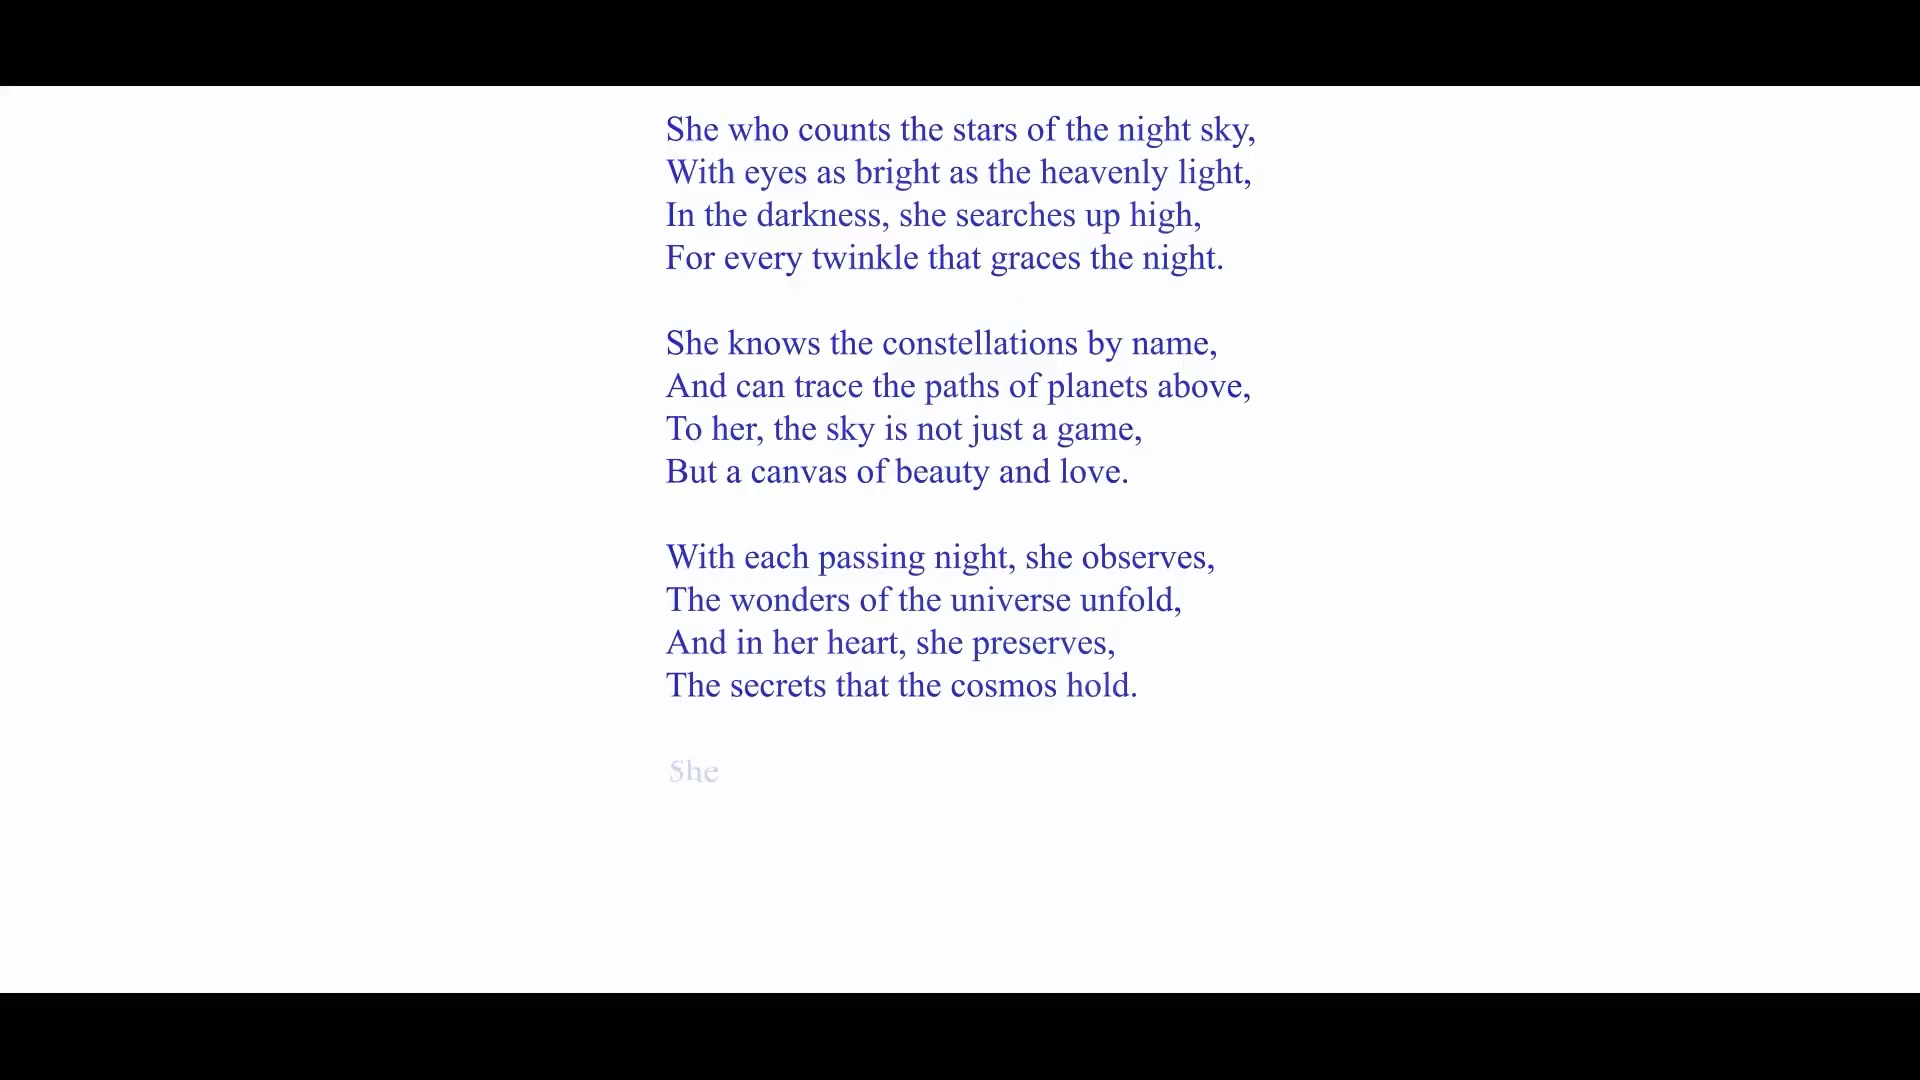 She who counts the stars of the night sky,
With eyes as bright as the heavenly light,
In the darkness, she searches up high,
For every twinkle that graces the night.
She knows the constellations by name,
And can trace the paths of planets above,
To her, the sky is not just a game,
But a canvas of beauty and love.
With each passing night, she observes,
The wonders of the universe unfold,
And in her heart, she preserves,
The secrets that the cosmos hold.
She